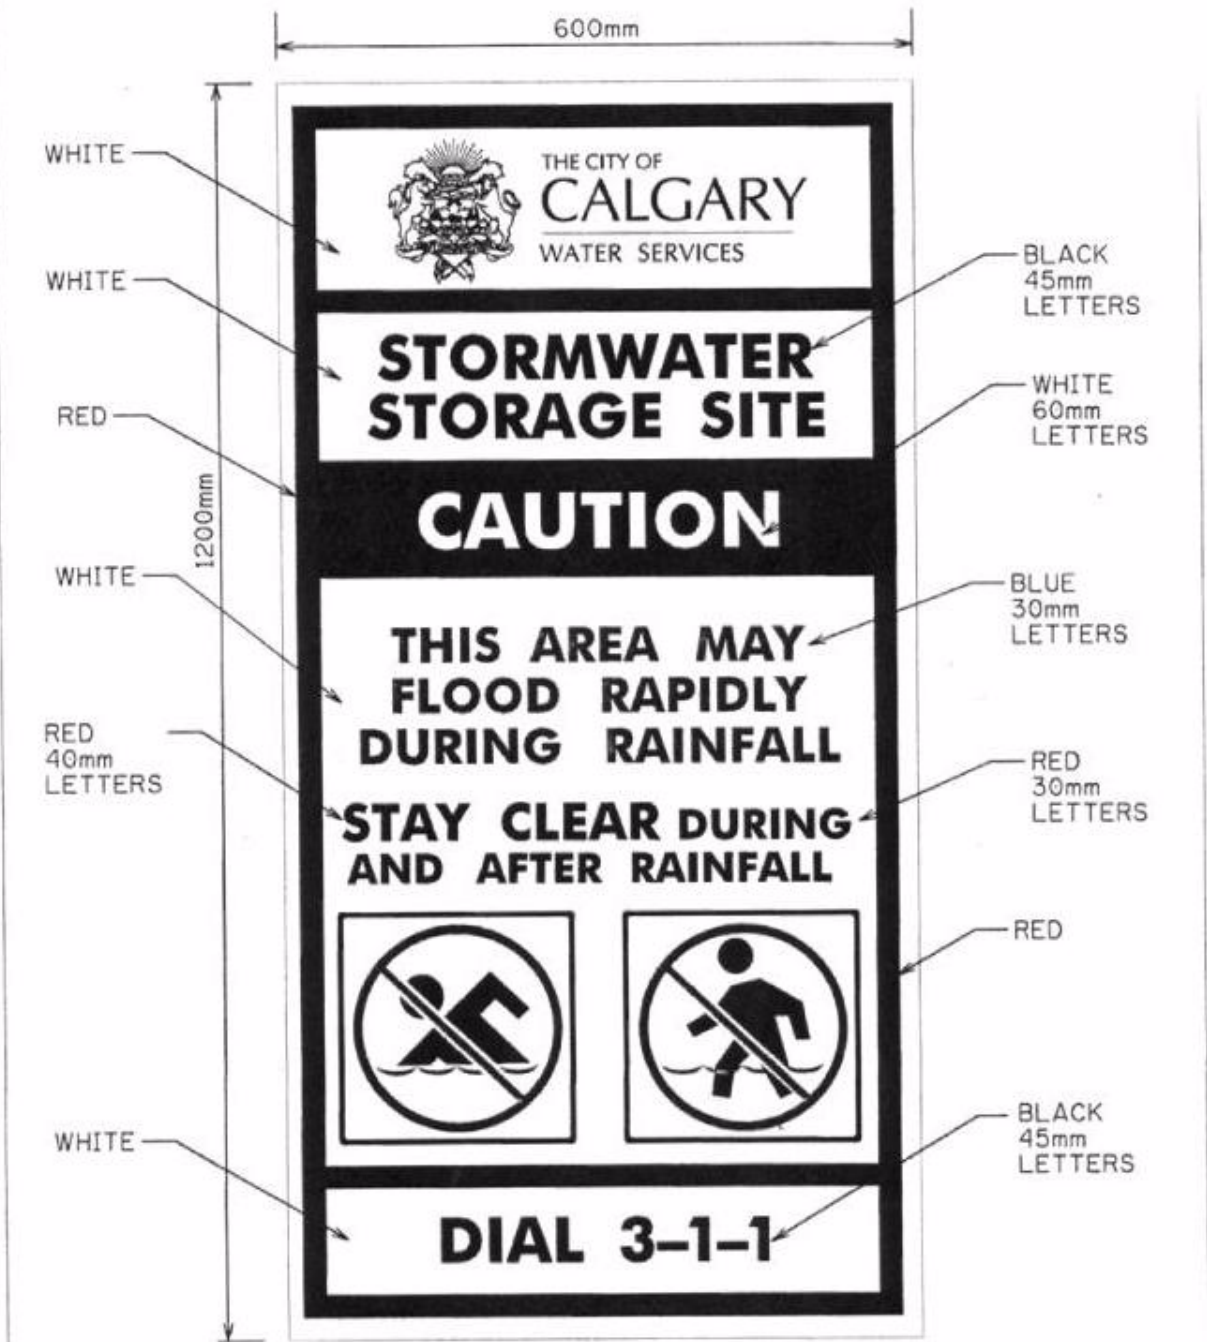 600mm
1200mm
WHITE
WHITE
RED
WHITE
RED
40mm
LETTERS
WHITE
THE CITY OF
CALGARY
WATER SERVICES
STORMWATER
STORAGE SITE
CAUTION
THIS AREA MAY
FLOOD RAPIDLY
DURING RAINFALL
STAY CLEAR DURING
AND AFTER RAINFALL
DIAL 3-1-1
BLACK
45mm
LETTERS
WHITE
60mm
LETTERS
BLUE
30mm
LETTERS
RED
30mm
LETTERS
RED
BLACK
45mm
LETTERS